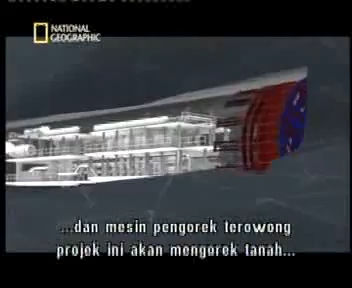 NATIONAL
GEOGRAPHIC
...dan mesin pengorek terowong
projek ini akan mengorek tanah...